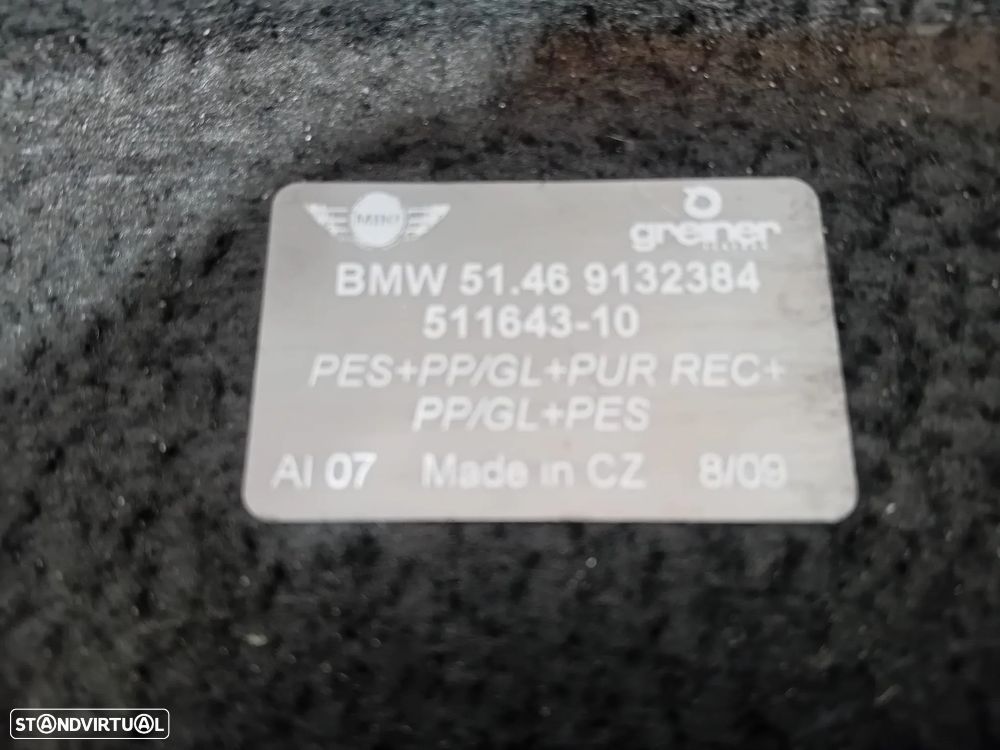 MINI greiner
BMW 51.46 9132384
511643-10
PES+PP/GL+PUR REC+
PP/GL+PES
AI 07 Made in CZ 8/09
STANDVIRTUAL